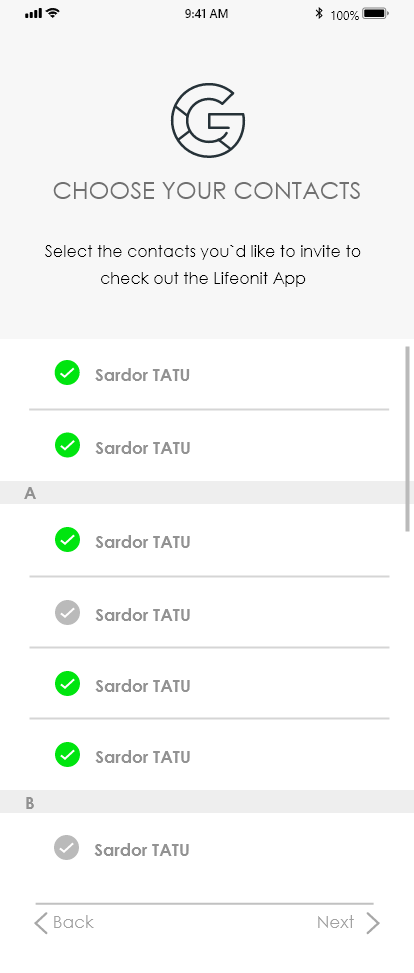 9:41 AM
100%
CHOOSE YOUR CONTACTS
Select the contacts you`d like to invite to
check out the Lifeonit App
Sardor TATU
Sardor TATU
A
Sardor TATU
Sardor TATU
Sardor TATU
Sardor TATU
B
Sardor TATU
Back
Next